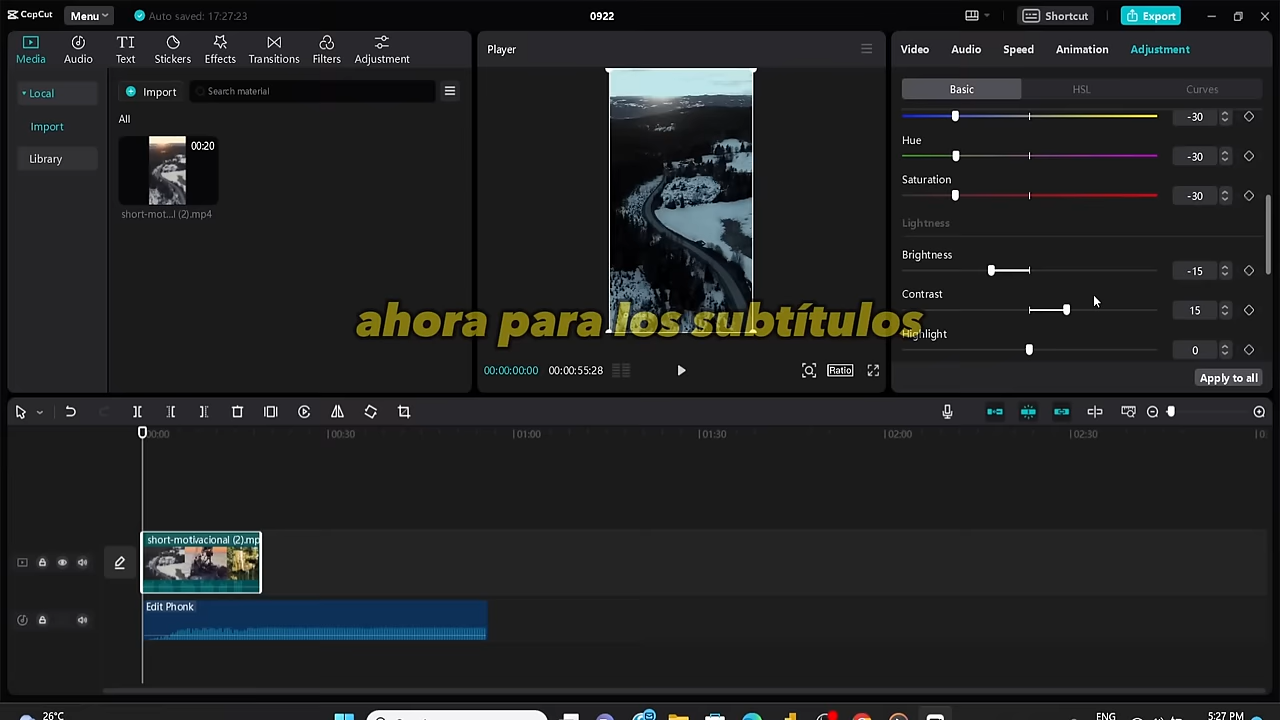 CapCut
Menu
Auto saved: 17:27:23
0922
Shortcut
Export
Media
Audio
Text
Stickers
Effects
Transitions
Filters
Adjustment
Local
Import
Library
Import
Search material
All
00:20
short-mot...l (2).mp4
Player
00:00:00:00
00:00:55:28
Ratio
Video
Audio
Speed
Animation
Adjustment
Basic
HSL
Curves
-30
Hue
-30
Saturation
-30
Lightness
Brightness
-15
Contrast
15
Highlight
0
Apply to all
ahora para los subtítulos
00:00
00:30
01:00
01:30
02:00
02:30
short-motivacional (2).mp
Edit Phonk
26°C
ENG
5:27 PM